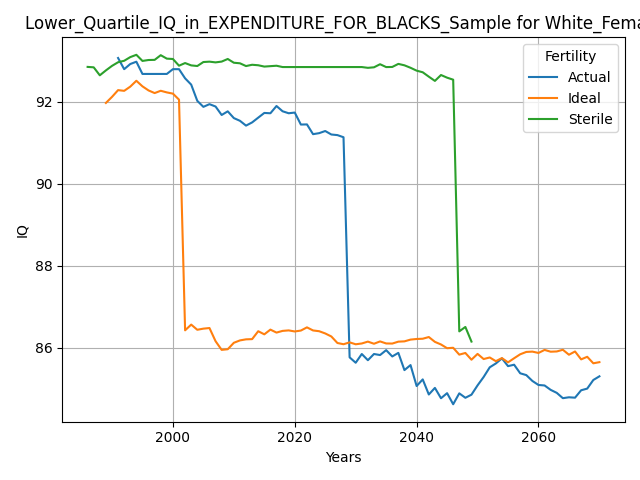 Lower_Quartile_IQ_in_EXPENDITURE_FOR_BLACKS_Sample for White_Fema
Fertility
Actual
Ideal
Sterile
92
90
88
86
IQ
2000 2020 2040 2060
Years